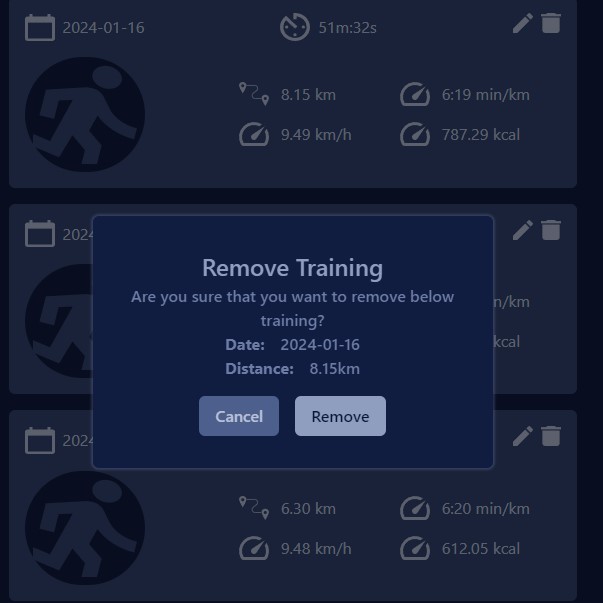 2024-01-16 51m:32s
8.15 km 6:19 min/km
9.49 km/h 787.29 kcal
2024
n/km
kcal
Remove Training
Are you sure that you want to remove below
training?
Date: 2024-01-16
Distance: 8.15km
Cancel Remove
2024
6.30 km 6:20 min/km
9.48 km/h 612.05 kcal